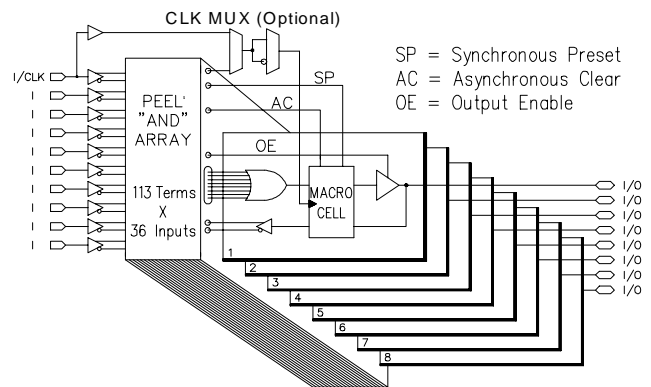 CLK MUX (Optional)
SP = Synchronous Preset
AC = Asynchronous Clear
OE = Output Enable
I/CLK
I
I
I
I
I
I
I
I
I
PEEL'
"AND"
ARRAY
113 Terms
X
36 Inputs
SP
AC
OE
MACRO
CELL
1
2
3
4
5
6
7
8
I/O
I/O
I/O
I/O
I/O
I/O
I/O
I/O